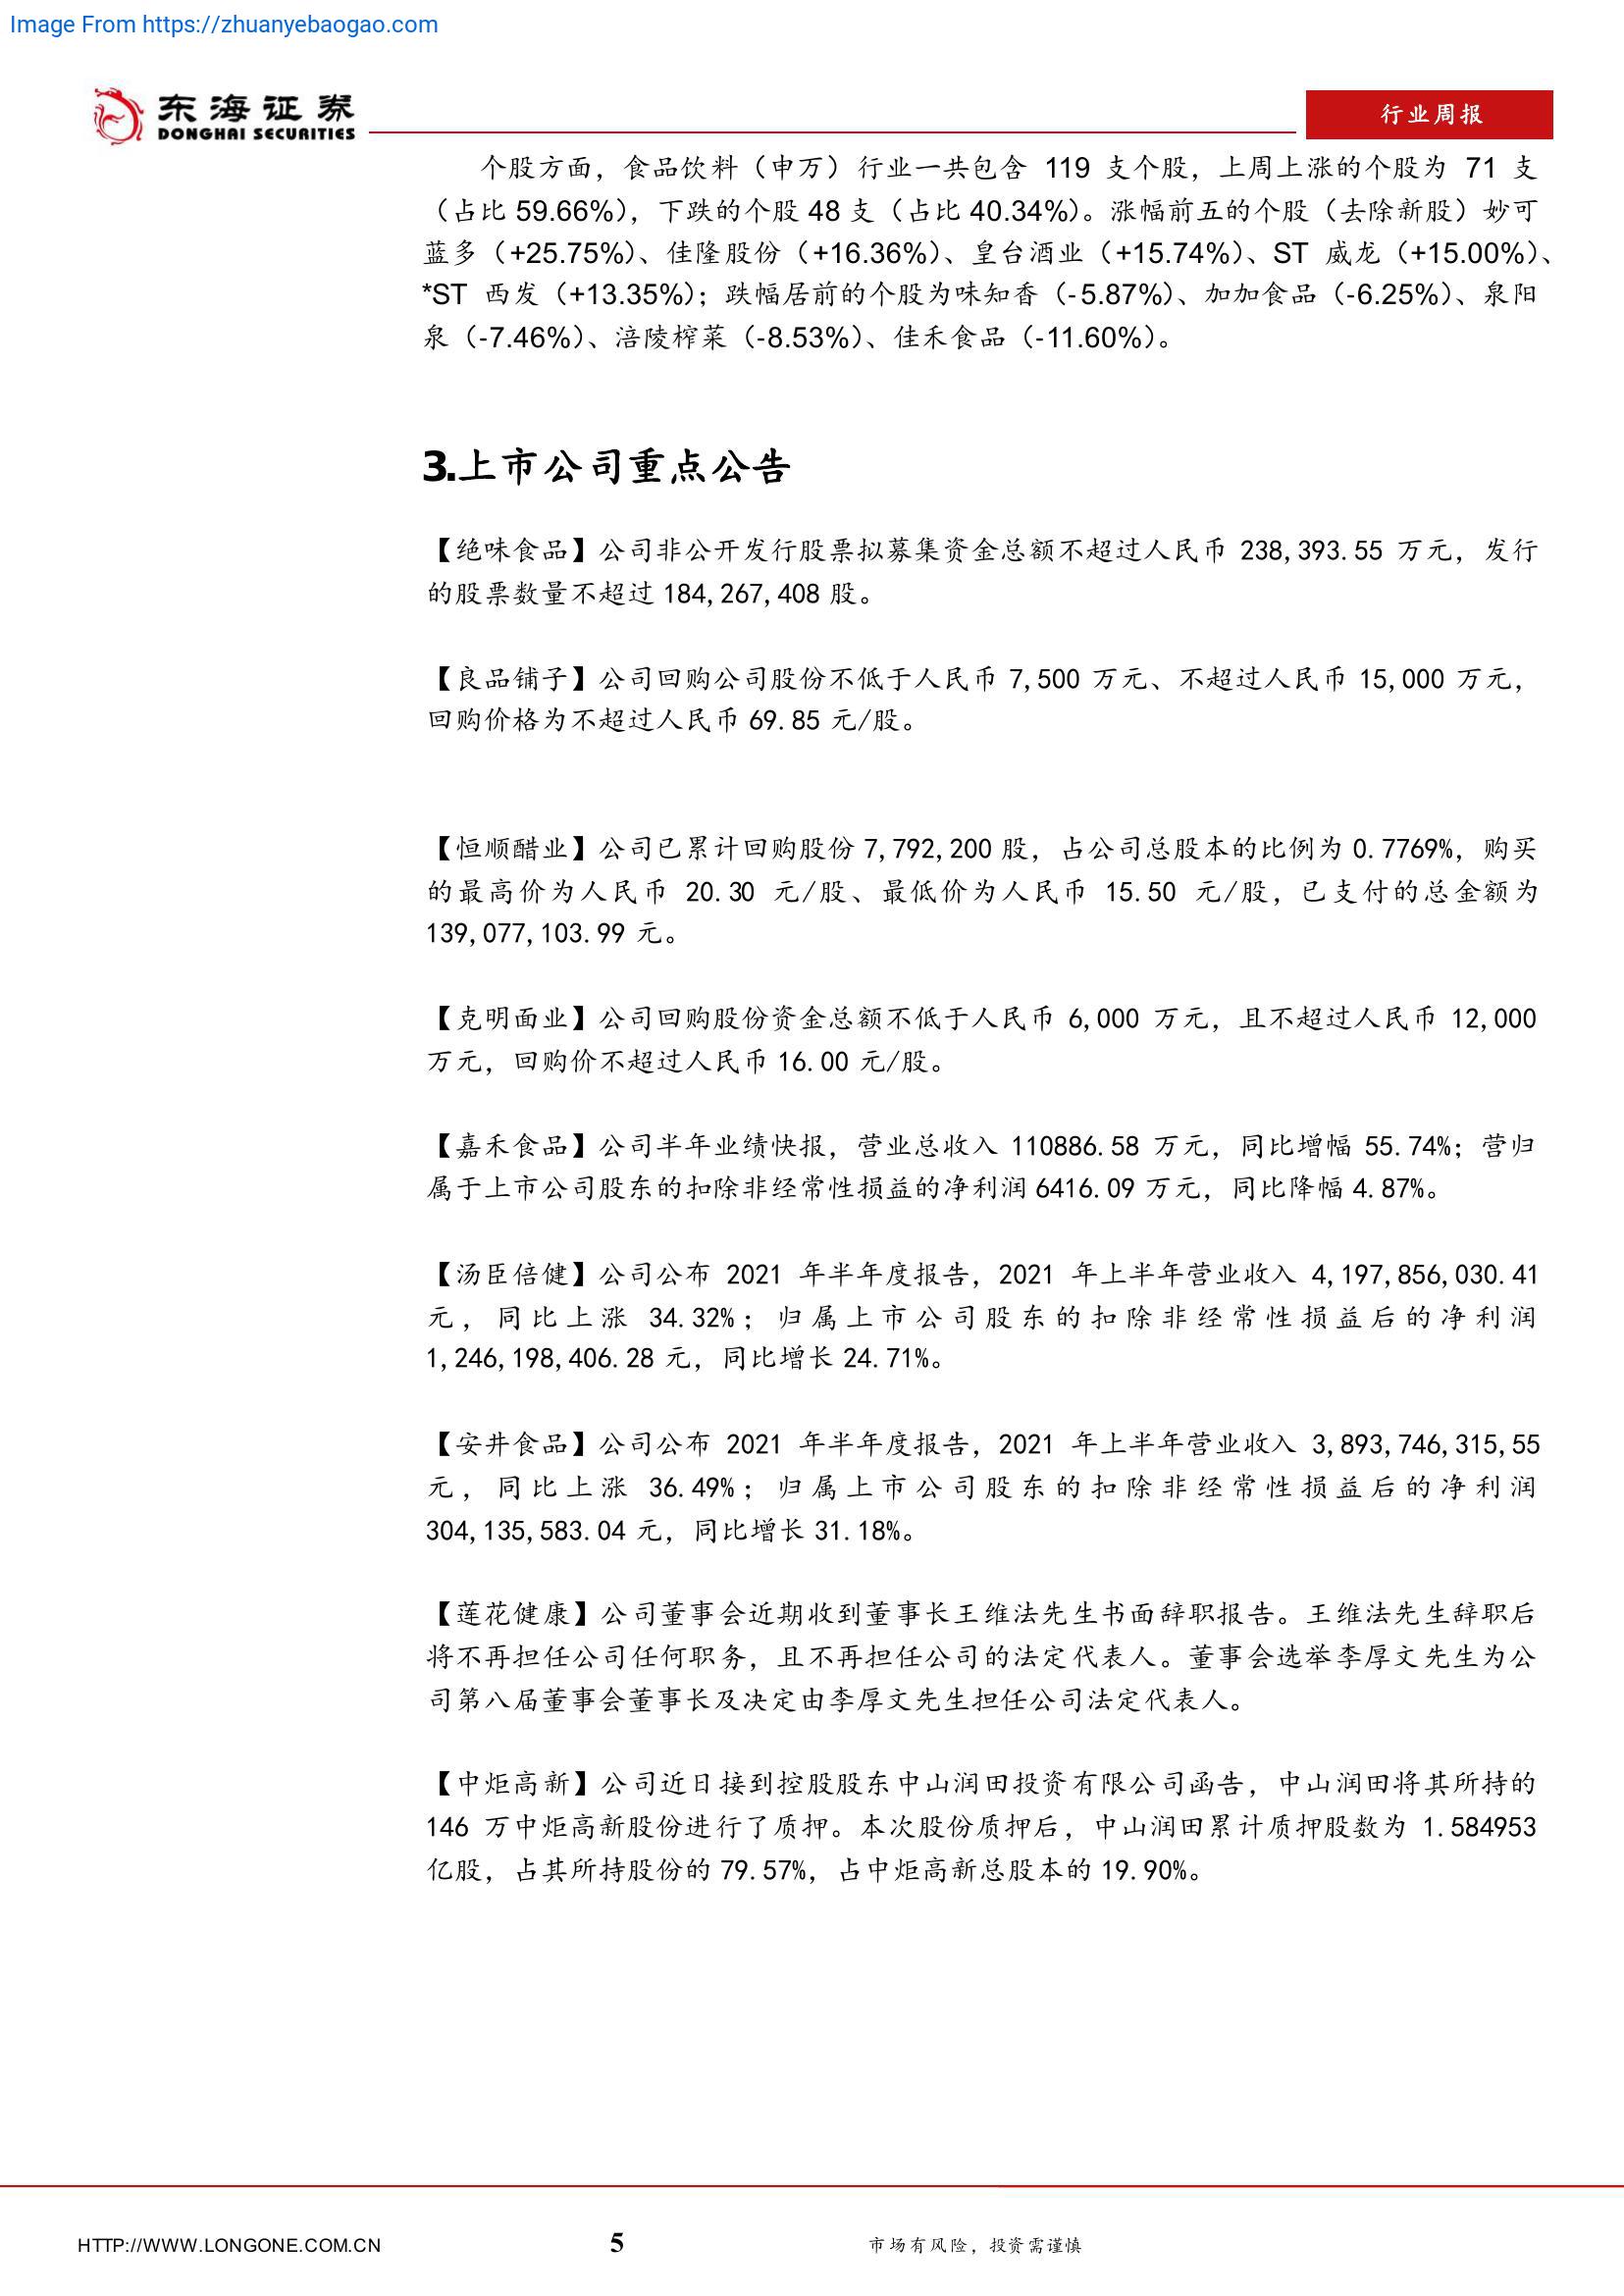 Image From https://zhuanyebaogao.com
东海证券
DONGHAI SECURITIES
行业周报
个股方面，食品饮料（申万）行业一共包含 119 支个股，上周上涨的个股为 71 支
（占比 59.66%），下跌的个股 48 支（占比 40.34%）。涨幅前五的个股（去除新股）妙可
蓝多（+25.75%）、佳隆股份（+16.36%）、皇台酒业（+15.74%）、ST 威龙（+15.00%）、
*ST 西发（+13.35%）；跌幅居前的个股为味知香（-5.87%）、加加食品（-6.25%）、泉阳
泉（-7.46%）、涪陵榨菜（-8.53%）、佳禾食品（-11.60%）。
3.上市公司重点公告
【绝味食品】公司非公开发行股票拟募集资金总额不超过人民币 238,393.55 万元，发行
的股票数量不超过 184,267,408 股。
【良品铺子】公司回购公司股份不低于人民币 7,500 万元、不超过人民币 15,000 万元，
回购价格为不超过人民币 69.85 元/股。
【恒顺醋业】公司已累计回购股份 7,792,200 股，占公司总股本的比例为 0.7769%，购买
的最高价为人民币 20.30 元/股、最低价为人民币 15.50 元/股，已支付的总金额为
139,077,103.99 元。
【克明面业】公司回购股份资金总额不低于人民币 6,000 万元，且不超过人民币 12,000
万元，回购价不超过人民币 16.00 元/股。
【嘉禾食品】公司半年业绩快报，营业总收入 110886.58 万元，同比增幅 55.74%；营归
属于上市公司股东的扣除非经常性损益的净利润 6416.09 万元，同比降幅 4.87%。
【汤臣倍健】公司公布 2021 年半年度报告，2021 年上半年营业收入 4,197,856,030.41
元，同比上涨 34.32%；归属上市公司股东的扣除非经常性损益后的净利润
1,246,198,406.28 元，同比增长 24.71%。
【安井食品】公司公布 2021 年半年度报告，2021 年上半年营业收入 3,893,746,315,55
元，同比上涨 36.49%；归属上市公司股东的扣除非经常性损益后的净利润
304,135,583.04 元，同比增长 31.18%。
【莲花健康】公司董事会近期收到董事长王维法先生书面辞职报告。王维法先生辞职后
将不再担任公司任何职务，且不再担任公司的法定代表人。董事会选举李厚文先生为公
司第八届董事会董事长及决定由李厚文先生担任公司法定代表人。
【中炬高新】公司近日接到控股股东中山润田投资有限公司函告，中山润田将其所持的
146 万中炬高新股份进行了质押。本次股份质押后，中山润田累计质押股数为 1.584953
亿股，占其所持股份的 79.57%，占中炬高新总股本的 19.90%。
HTTP://WWW.LONGONE.COM.CN
5
市场有风险，投资需谨慎